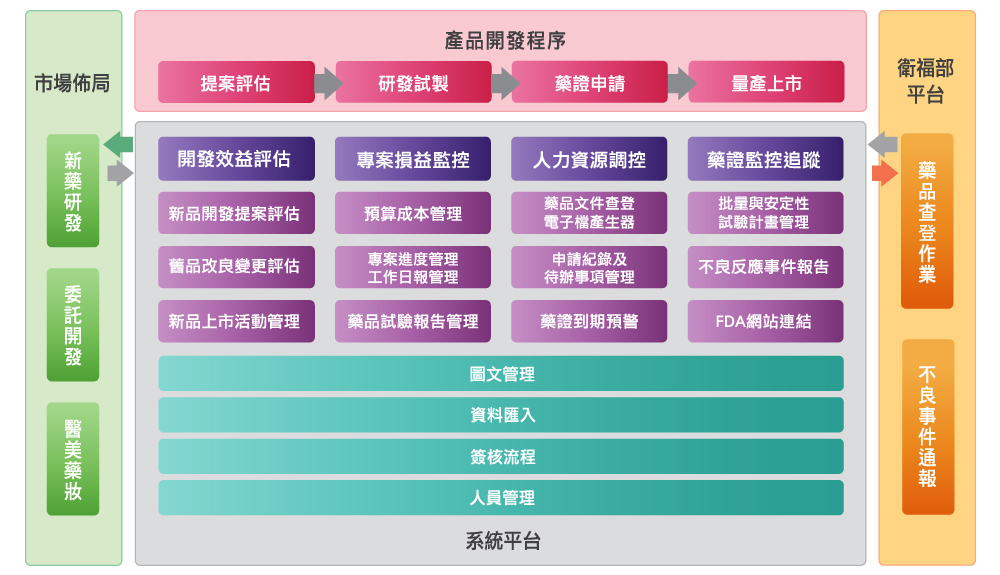 市場佈局
新藥研發
委託開發
醫美藥妝
產品開發程序
提案評估
研發試製
藥證申請
量產上市
開發效益評估
專案損益監控
人力資源調控
藥證監控追蹤
新品開發提案評估
預算成本管理
藥品文件查登
電子檔產生器
批量與安定性
試驗計畫管理
舊品改良變更評估
專案進度管理
工作日報管理
申請紀錄及
待辦事項管理
不良反應事件報告
新品上市活動管理
藥品試驗報告管理
藥證到期預警
FDA網站連結
圖文管理
資料匯入
簽核流程
人員管理
系統平台
衛福部
平台
藥品查登作業
不良事件通報